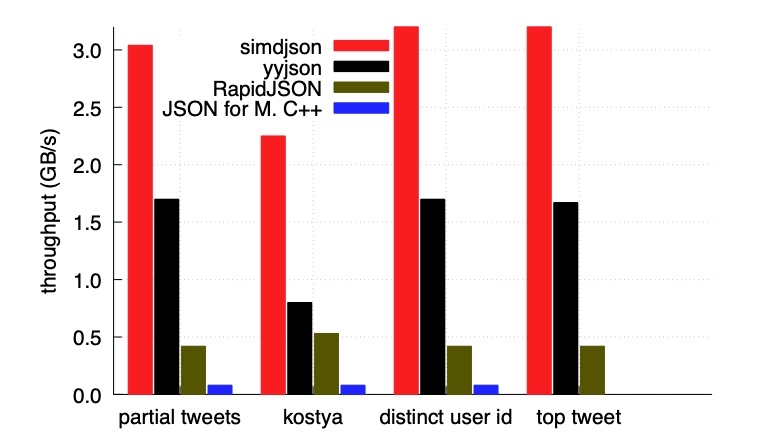 3.0
2.5
2.0
1.5
1.0
0.5
0.0
throughput (GB/s)
simdjson
yyjson
RapidJSON
JSON for M. C++
partial tweets kostya distinct user id top tweet